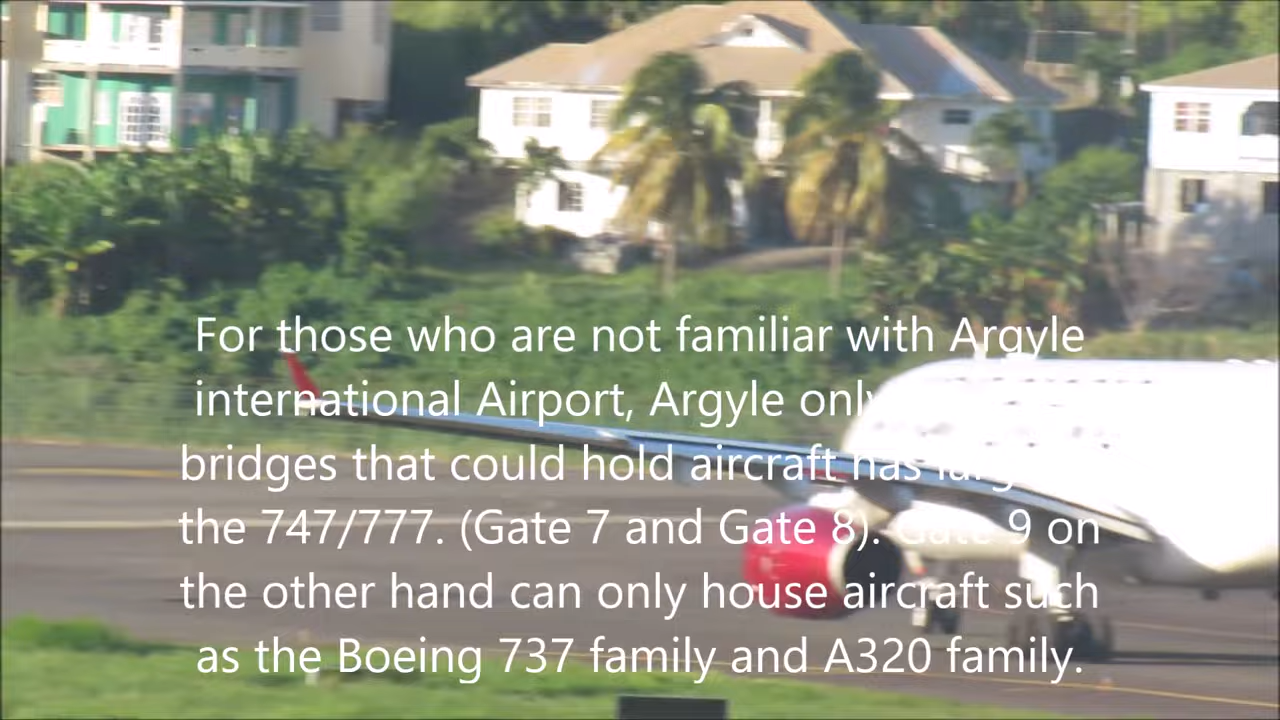 For those who are not familiar with Argyle
international Airport, Argyle only
bridges that could hold aircraft has
the 747/777. (Gate 7 and Gate 8). Gate 9 on
the other hand can only house aircraft such
as the Boeing 737 family and A320 family.